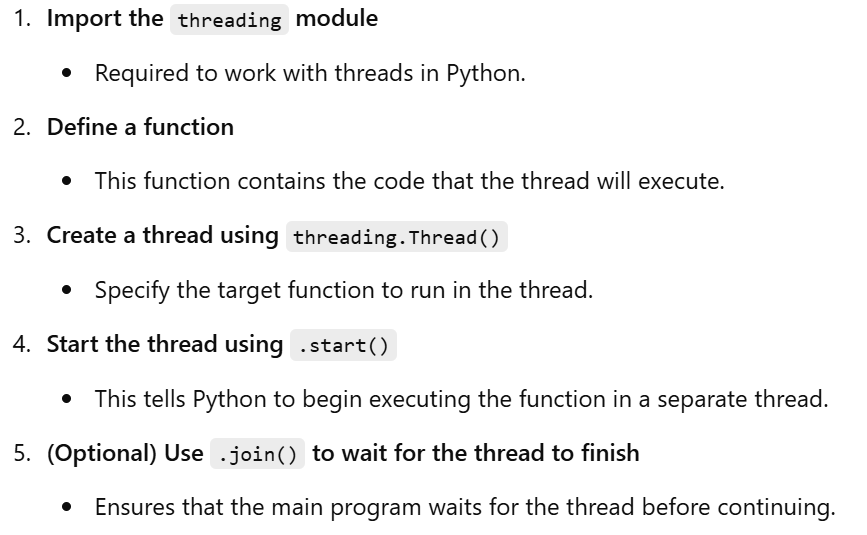 1. Import the threading module
• Required to work with threads in Python.
2. Define a function
• This function contains the code that the thread will execute.
3. Create a thread using threading.Thread()
• Specify the target function to run in the thread.
4. Start the thread using .start()
• This tells Python to begin executing the function in a separate thread.
5. (Optional) Use .join() to wait for the thread to finish
• Ensures that the main program waits for the thread before continuing.